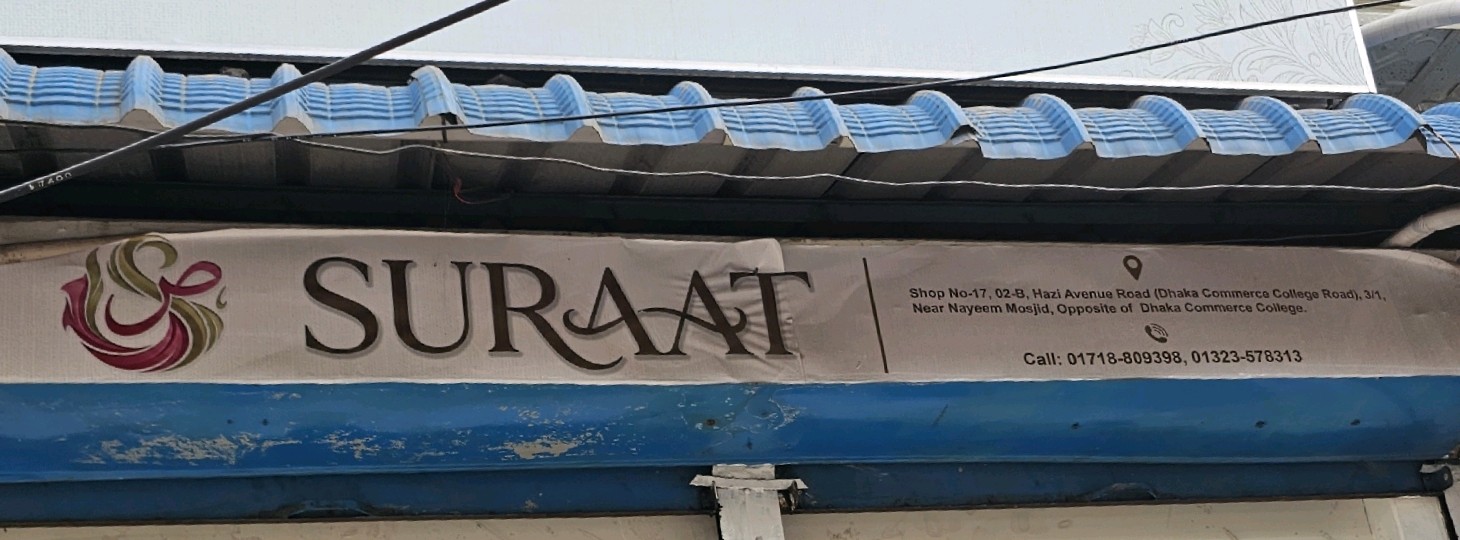 SURAAT
Shop No-17, 02-B, Hazi Avenue Road (Dhaka Commerce College Road), 3/1,
Near Nayeem Mosjid, Opposite of Dhaka Commerce College.
Call: 01718-809398, 01323-578313